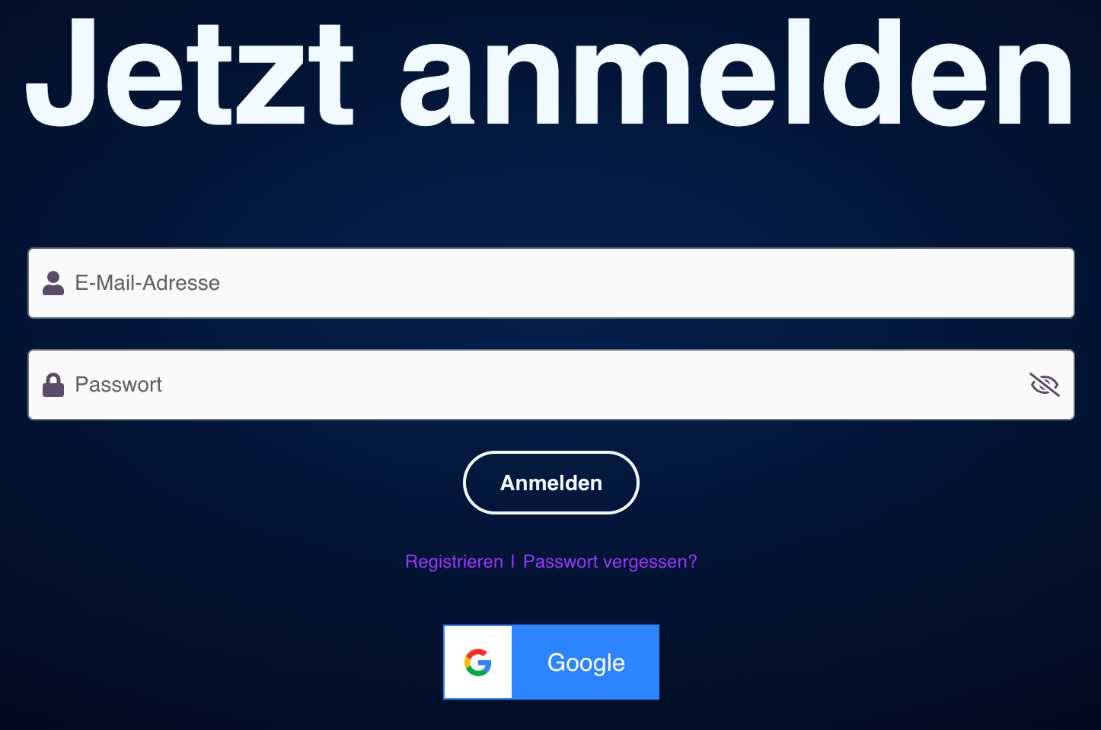 Jetzt anmelden
E-Mail-Adresse
Passwort
Anmelden
Registrieren | Passwort vergessen?
Google